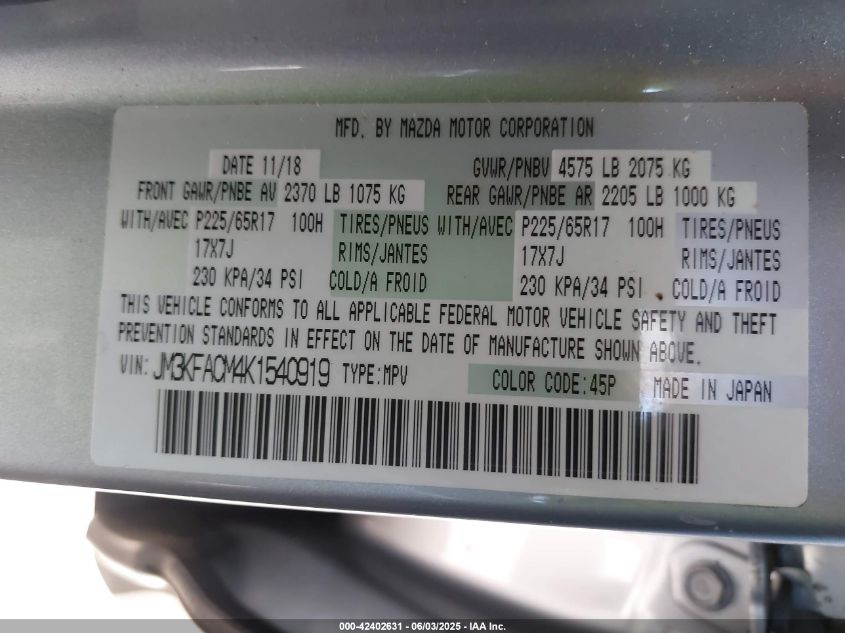 MFD. BY MAZDA MOTOR CORPORATION
DATE 11/18 GVWR/PNBV 4575 LB 2075 KG
FRONT GAWR/PNBE AV 2370 LB 1075 KG REAR GAWR/PNBE AR 2205 LB 1000 KG
WITH/AVEC P225/65R17 100H TIRES/PNEUS WITH/AVEC P225/65R17 100H TIRES/PNEUS
17X7J RIMS/JANTES 17X7J RIMS/JANTES
230 KPA/34 PSI COLD/A FROID 230 KPA/34 PSI COLD/A FROID
THIS VEHICLE CONFORMS TO ALL APPLICABLE FEDERAL MOTOR VEHICLE SAFETY AND THEFT
PREVENTION STANDARDS IN EFFECT ON THE DATE OF MANUFACTURE SHOWN ABOVE.
VIN: JM3KFACM4K1540919 TYPE:MPV COLOR CODE:45P MADE IN JAPAN
000-42402631 - 06/03/2025 - IAA Inc.